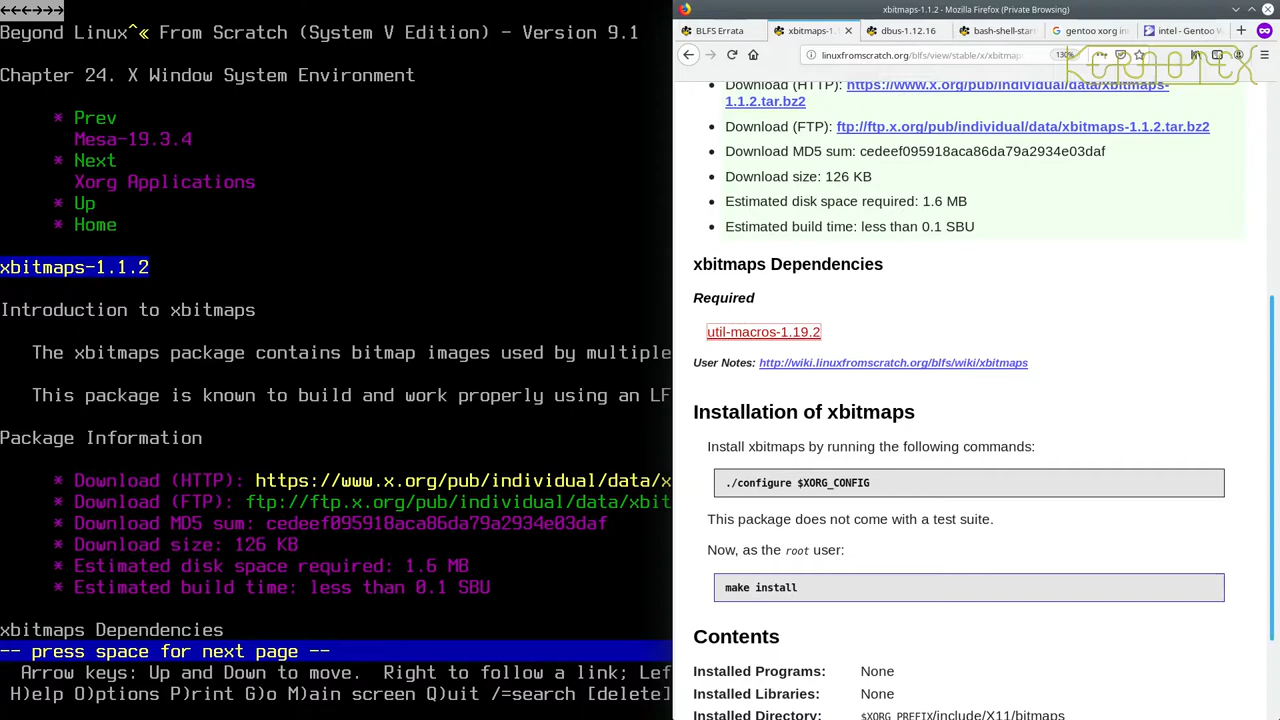 ←←←→→→
Beyond Linux^« From Scratch (System V Edition) - Version 9.1
Chapter 24. X Window System Environment
* Prev
Mesa-19.3.4
* Next
Xorg Applications
* Up
* Home
xbitmaps-1.1.2
Introduction to xbitmaps
The xbitmaps package contains bitmap images used by multiple
This package is known to build and work properly using an LF
Package Information
* Download (HTTP): https://www.x.org/pub/individual/data/x
* Download (FTP): ftp://ftp.x.org/pub/individual/data/xbit
* Download MD5 sum: cedeef095918aca86da79a2934e03daf
* Download size: 126 KB
* Estimated disk space required: 1.6 MB
* Estimated build time: less than 0.1 SBU
xbitmaps Dependencies
-- press space for next page --
Arrow keys: Up and Down to move. Right to follow a link; Lef
H)elp O)ptions P)rint G)o M)ain screen Q)uit /=search [delete]
xbitmaps-1.1.2 - Mozilla Firefox (Private Browsing)
BLFS Errata
xbitmaps-1.1.2
dbus-1.12.16
bash-shell-start
gentoo xorg in
intel - Gentoo W
linuxfromscratch.org/blfs/view/stable/x/xbitmap
130%
KERNOTEX
Download (HTTP): https://www.x.org/pub/individual/data/xbitmaps-
1.1.2.tar.bz2
Download (FTP): ftp://ftp.x.org/pub/individual/data/xbitmaps-1.1.2.tar.bz2
Download MD5 sum: cedeef095918aca86da79a2934e03daf
Download size: 126 KB
Estimated disk space required: 1.6 MB
Estimated build time: less than 0.1 SBU
xbitmaps Dependencies
Required
util-macros-1.19.2
User Notes: http://wiki.linuxfromscratch.org/blfs/wiki/xbitmaps
Installation of xbitmaps
Install xbitmaps by running the following commands:
./configure $XORG_CONFIG
This package does not come with a test suite.
Now, as the root user:
make install
Contents
Installed Programs: None
Installed Libraries: None
Installed Directory: $XORG_PREFIX/include/X11/bitmaps